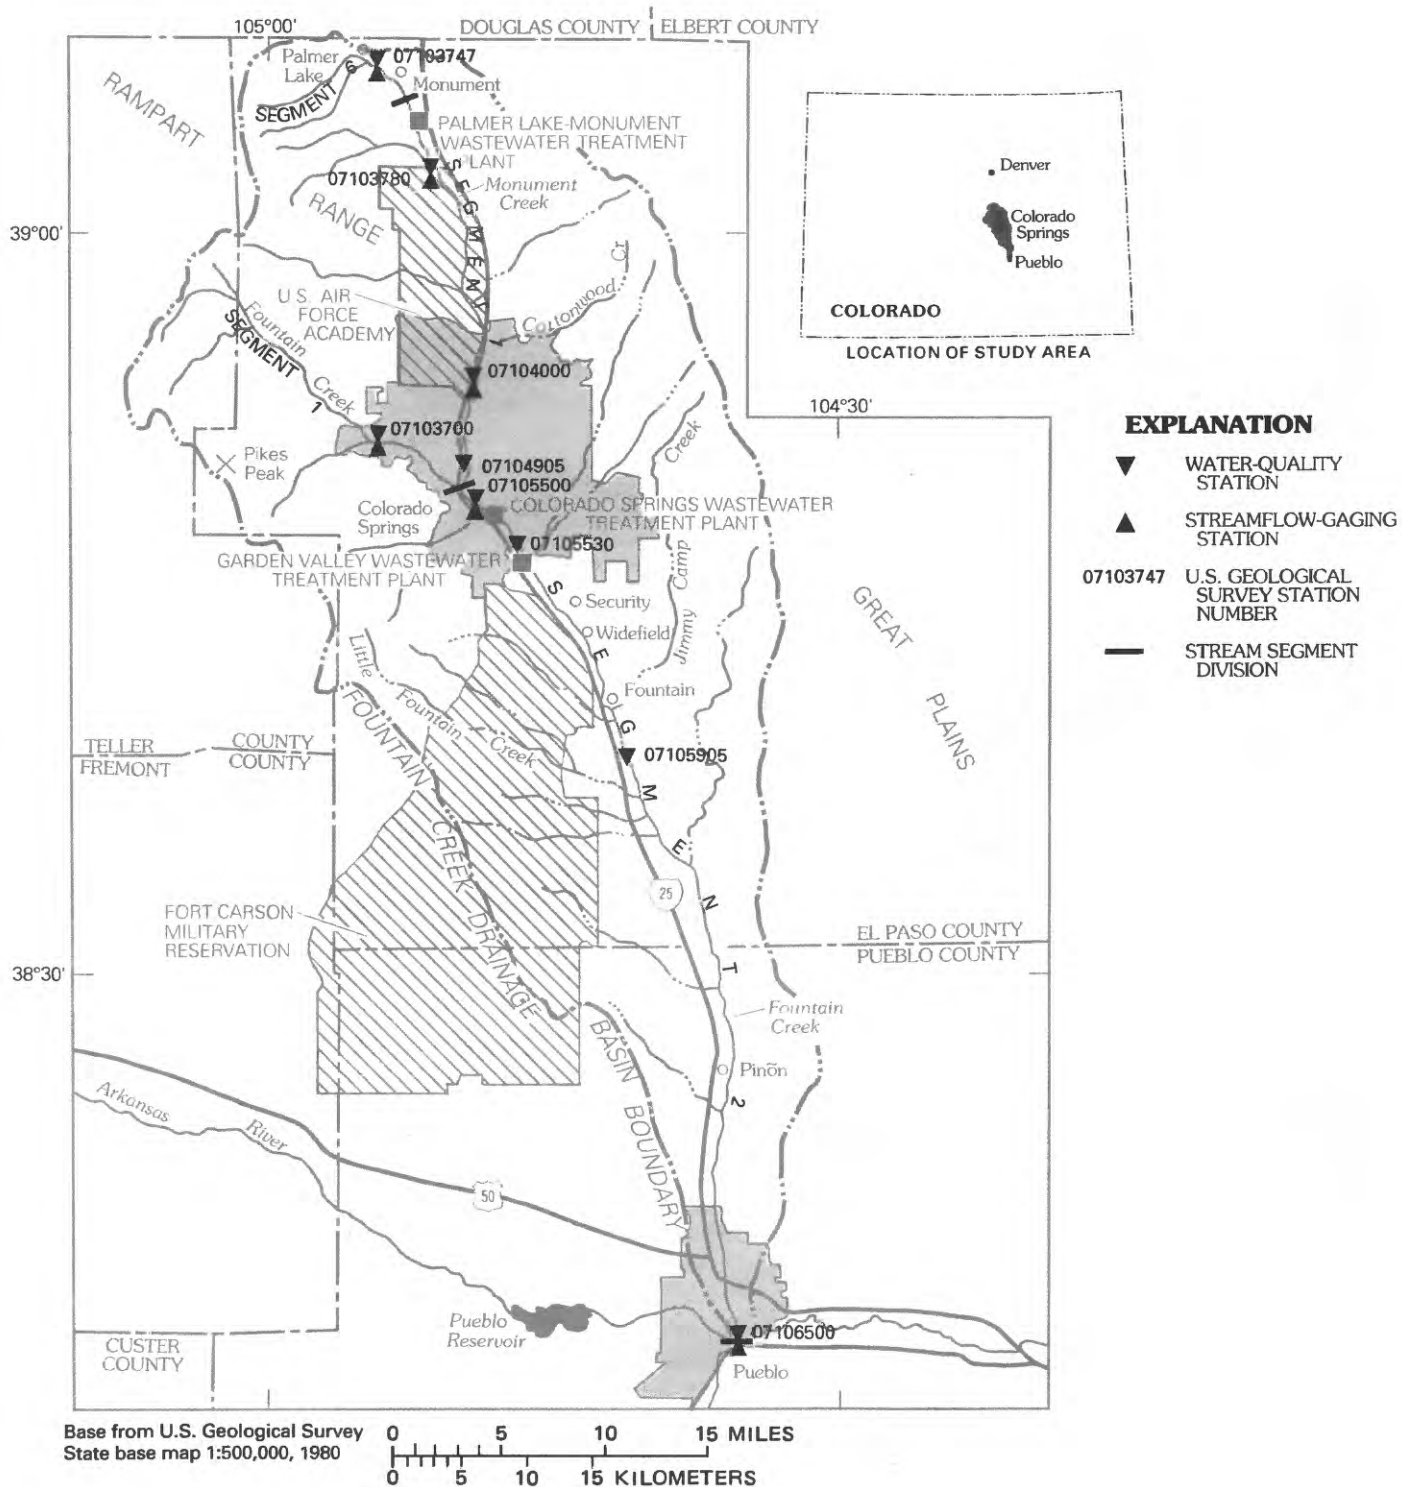 105°00'
DOUGLAS COUNTY
ELBERT COUNTY
Palmer
Lake
07103747
Monument
SEGMENT 6
RAMPART
RANGE
PALMER LAKE-MONUMENT
WASTEWATER TREATMENT
PLANT
07103780
Monument
Creek
SEGMENT 7
39°00'
U.S. AIR
FORCE
ACADEMY
Fountain
Creek
SEGMENT 1
Cottonwood
Cr
07104000
07103700
Pikes
Peak
07104905
07105500
Colorado
Springs
COLORADO SPRINGS WASTEWATER
TREATMENT PLANT
07105530
GARDEN VALLEY WASTEWATER
TREATMENT PLANT
Security
Widefield
Fountain
Jimmy Camp Creek
SEGMENT 2
Little Fountain Creek
07105905
TELLER COUNTY
FREMONT COUNTY
FOUNTAIN CREEK DRAINAGE BASIN BOUNDARY
25
FORT CARSON
MILITARY
RESERVATION
EL PASO COUNTY
PUEBLO COUNTY
38°30'
Fountain
Creek
Pinõn
Arkansas River
50
Pueblo
Reservoir
07106500
Pueblo
CUSTER
COUNTY
GREAT PLAINS
104°30'
Denver
Colorado
Springs
Pueblo
COLORADO
LOCATION OF STUDY AREA
EXPLANATION
WATER-QUALITY
STATION
STREAMFLOW-GAGING
STATION
07103747 U.S. GEOLOGICAL
SURVEY STATION
NUMBER
STREAM SEGMENT
DIVISION
Base from U.S. Geological Survey
State base map 1:500,000, 1980
0 5 10 15 MILES
0 5 10 15 KILOMETERS